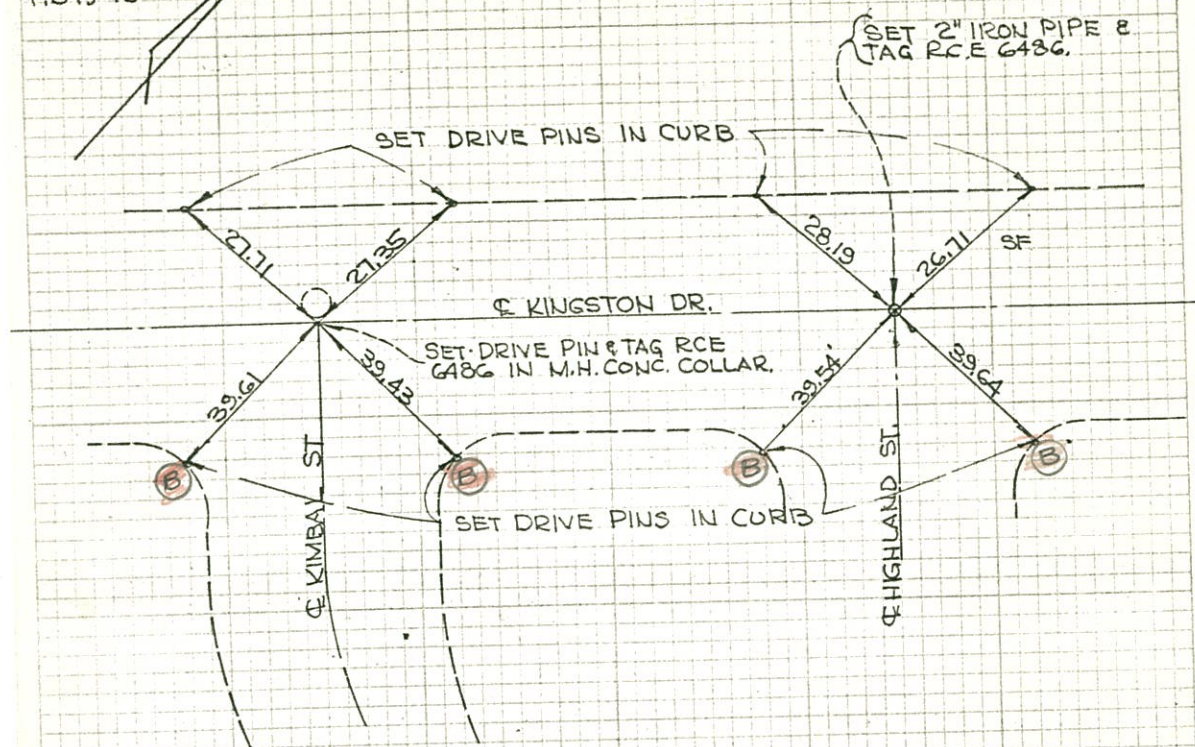 SET 2" IRON PIPE &
TAG R.C.E 6486.
SET DRIVE PINS IN CURB
27.71
27.35
28.19
26.71
SF
℄ KINGSTON DR.
SET DRIVE PIN & TAG RCE
6486 IN M.H. CONC. COLLAR.
39.61
39.43
39.54'
39.64
B
B
B
B
SET DRIVE PINS IN CURB
℄ KIMBAL ST
℄ HIGHLAND ST.